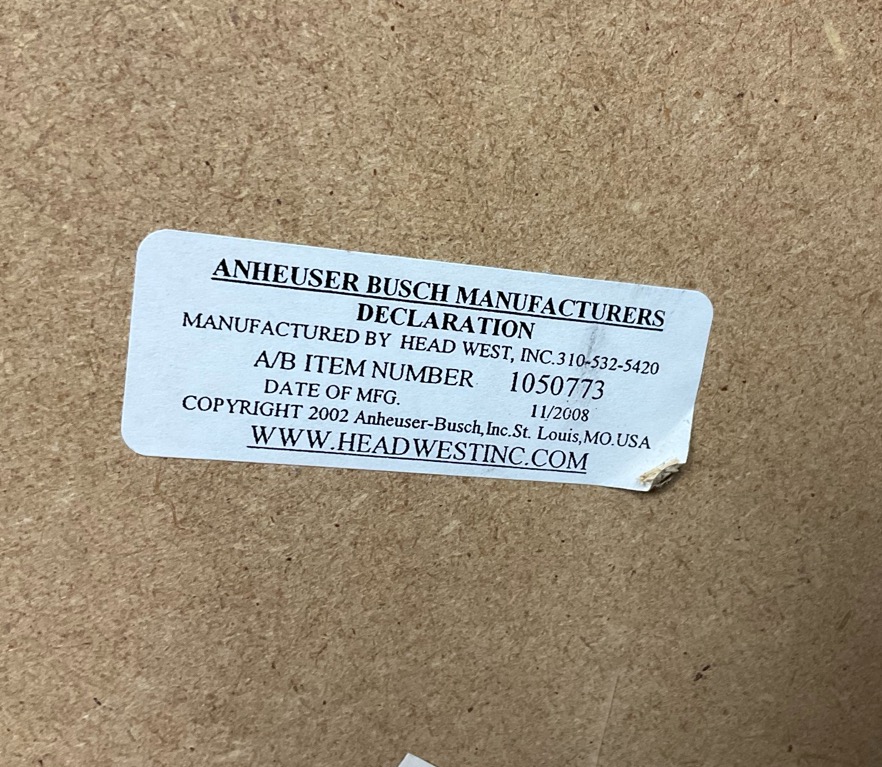 ANHEUSER BUSCH MANUFACTURERS
DECLARATION
MANUFACTURED BY HEAD WEST, INC.310-532-5420
A/B ITEM NUMBER 1050773
DATE OF MFG. 11/2008
COPYRIGHT 2002 Anheuser-Busch,Inc.St. Louis,MO.USA
WWW.HEADWESTINC.COM